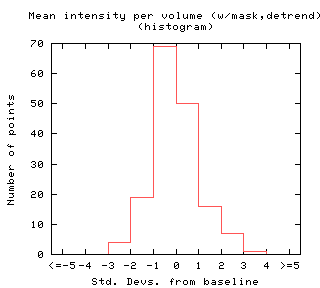 Mean intensity per volume (w/mask,detrend)
(histogram)
70
60
50
40
30
20
10
0
Number of points
<=-5 -4 -3 -2 -1 0 1 2 3 4 >=5
Std. Devs. from baseline